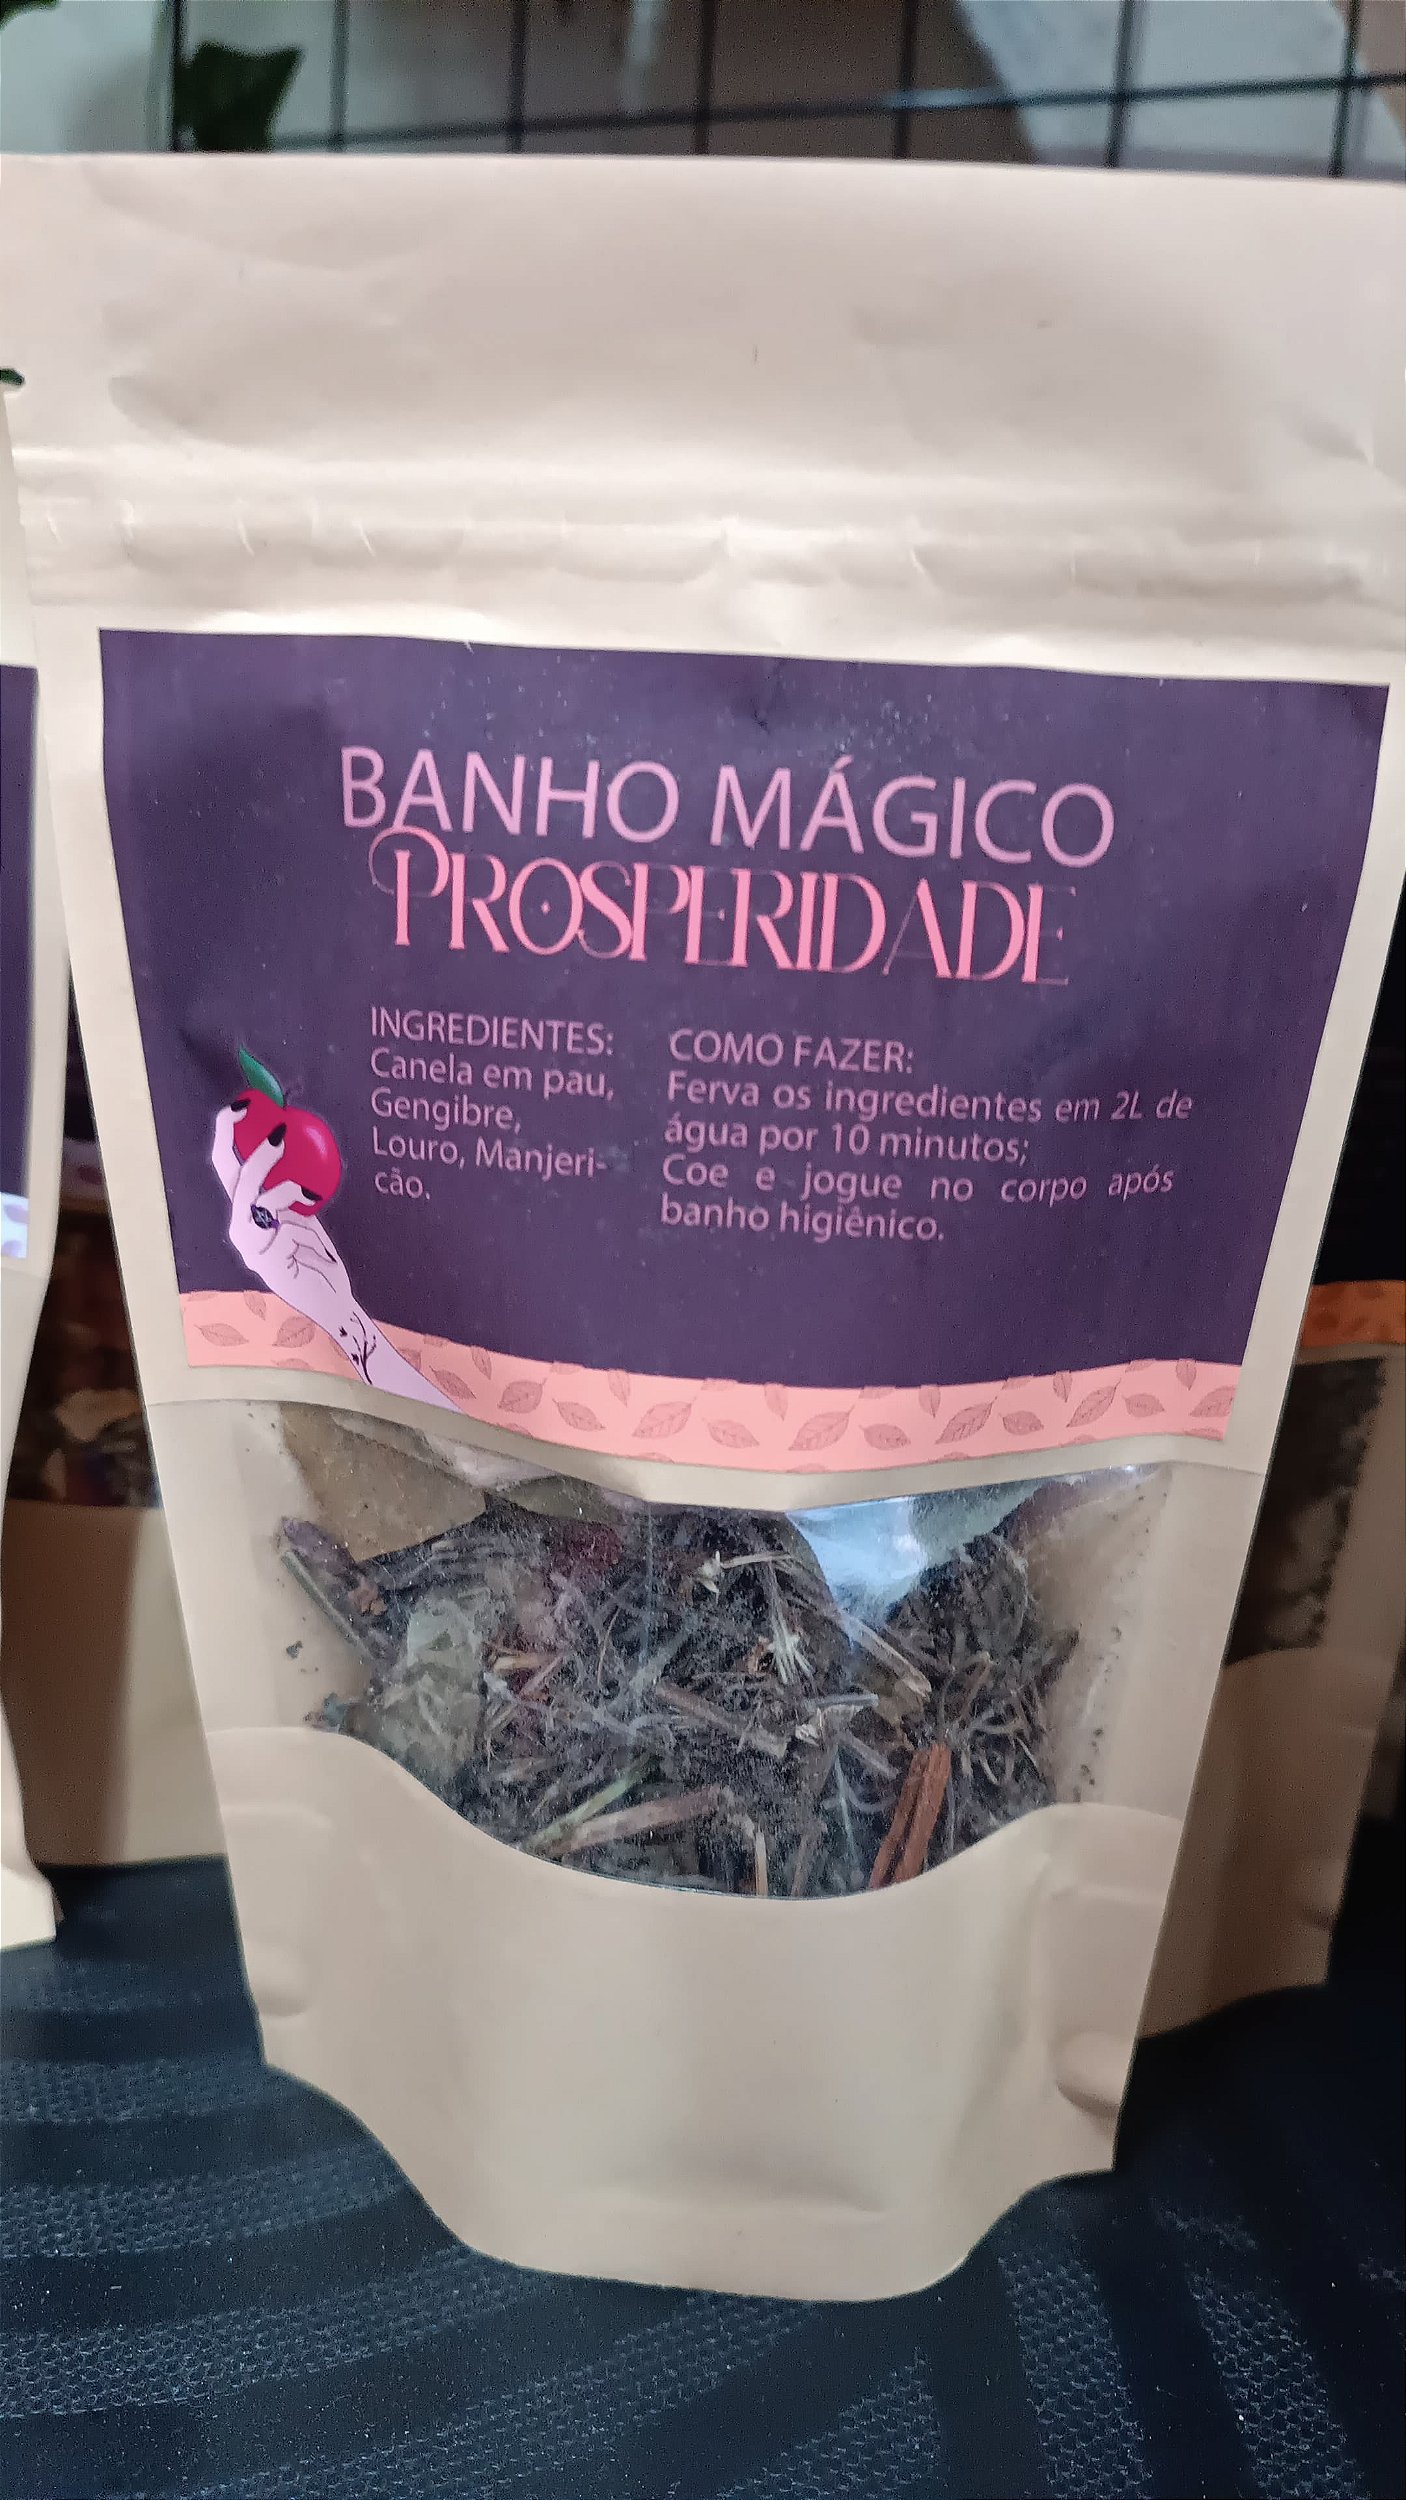 BANHO MÁGICO
PROSPERIDADE
INGREDIENTES:
Canela em pau,
Gengibre,
Louro, Manjeri-
cão.
COMO FAZER:
Ferva os ingredientes em 2L de
água por 10 minutos;
Coe e jogue no corpo após
banho higiênico.